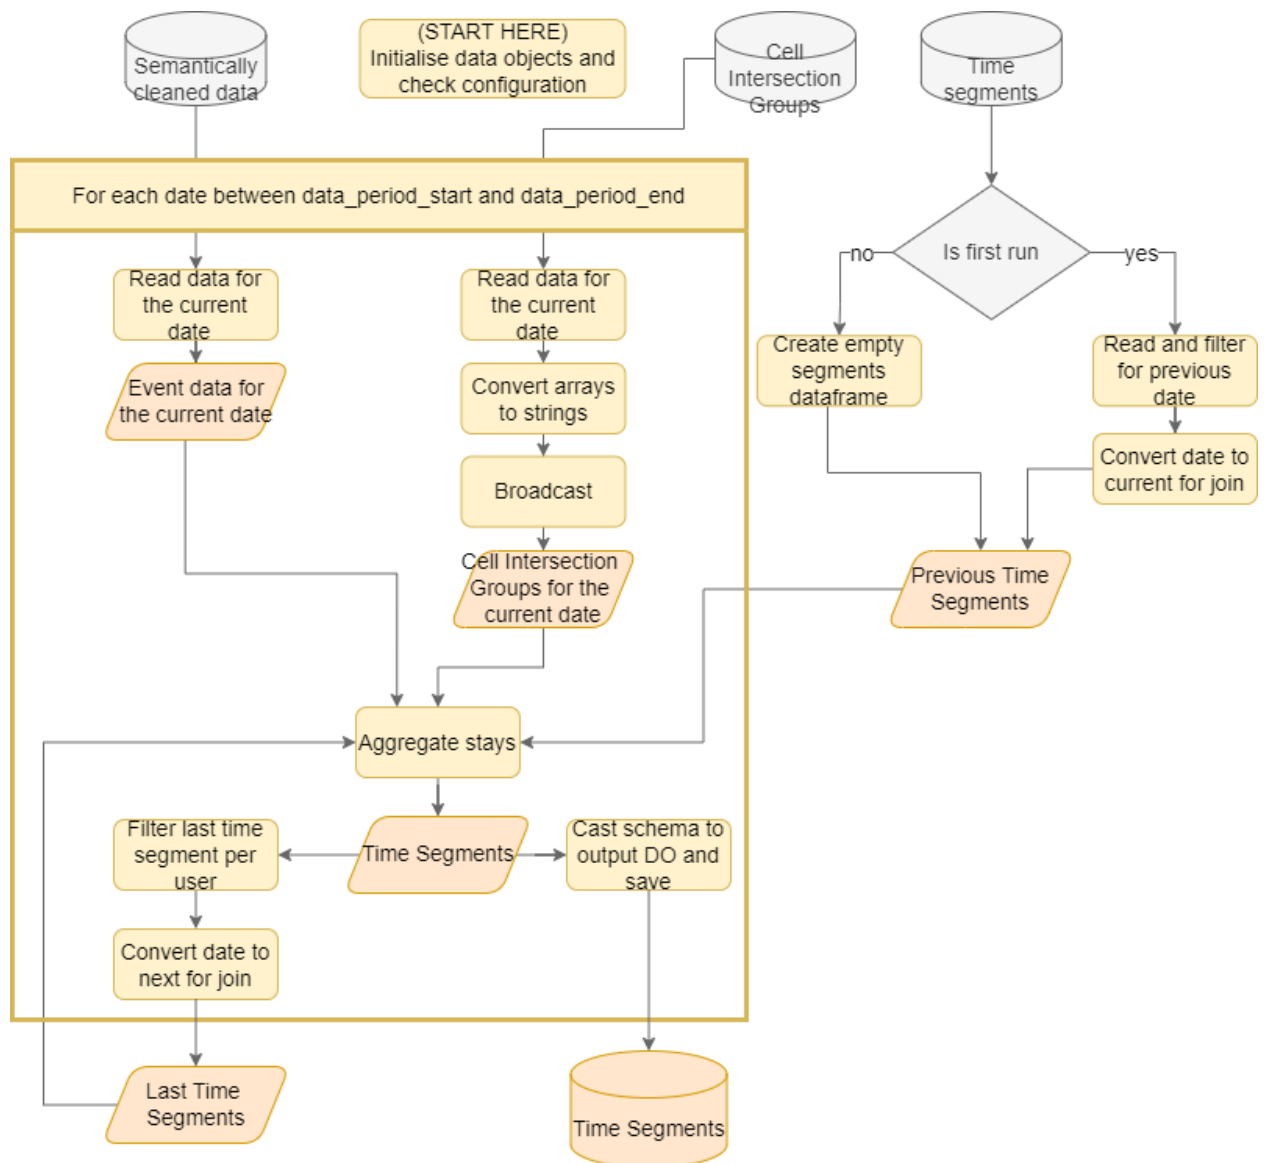 Semantically
cleaned data
(START HERE)
Initialise data objects and
check configuration
Cell
Intersection
Groups
Time
segments
For each date between data_period_start and data_period_end
Is first run
no
yes
Read data for
the current
date
Read data for
the current
date
Create empty
segments
dataframe
Read and filter
for previous
date
Event data for
the current date
Convert arrays
to strings
Convert date to
current for join
Broadcast
Cell Intersection
Groups for the
current date
Previous Time
Segments
Aggregate stays
Filter last time
segment per
user
Time Segments
Cast schema to
output DO and
save
Convert date to
next for join
Last Time
Segments
Time Segments